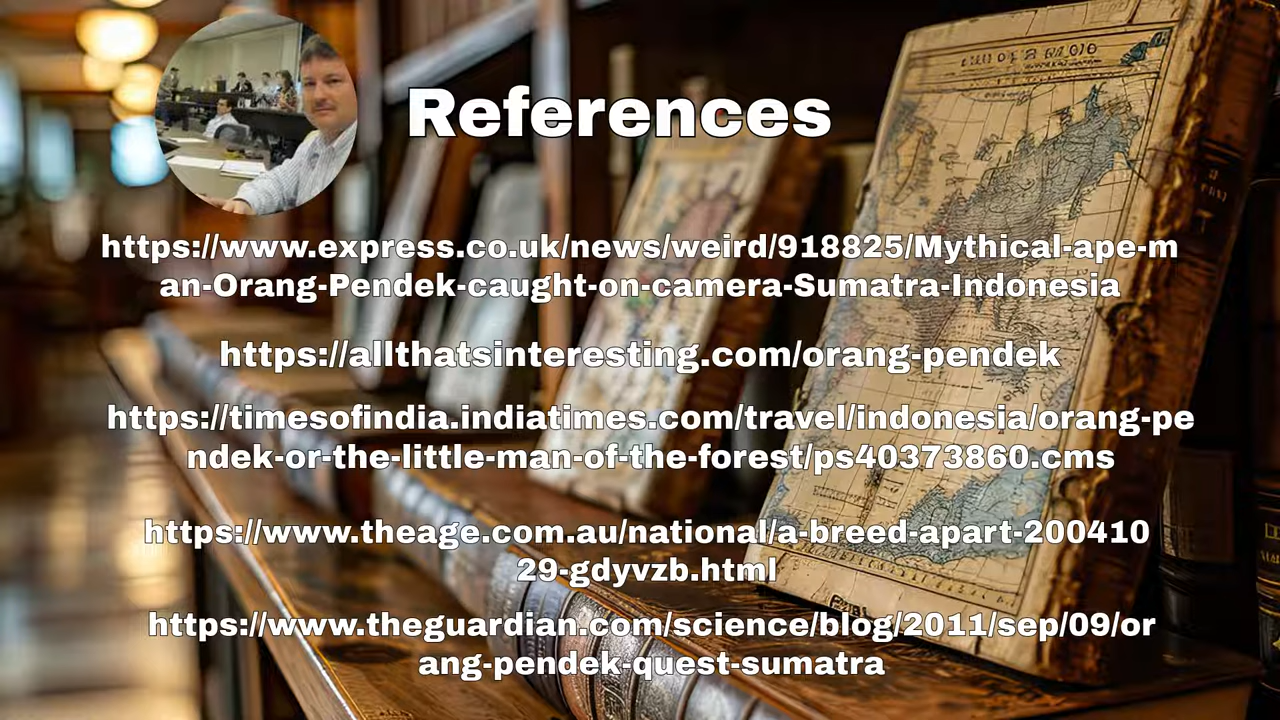 References
https://www.express.co.uk/news/weird/918825/Mythical-ape-m
an-Orang-Pendek-caught-on-camera-Sumatra-Indonesia
https://allthatsinteresting.com/orang-pendek
https://timesofindia.indiatimes.com/travel/indonesia/orang-pe
ndek-or-the-little-man-of-the-forest/ps40373860.cms
https://www.theage.com.au/national/a-breed-apart-200410
29-gdyvzb.html
https://www.theguardian.com/science/blog/2011/sep/09/or
ang-pendek-quest-sumatra